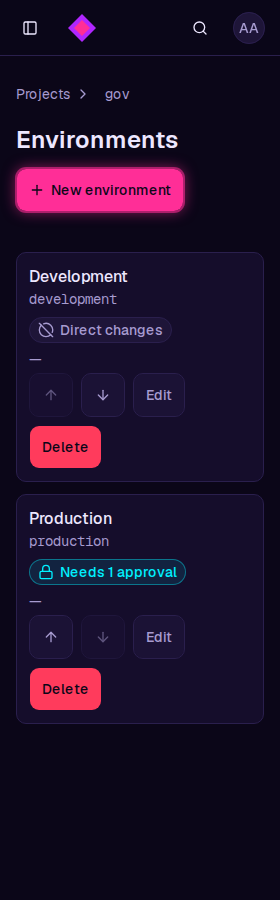 AA
Projects > gov
Environments
+ New environment
Development
development
Direct changes
—
↑ ↓ Edit
Delete
Production
production
Needs 1 approval
—
↑ ↓ Edit
Delete